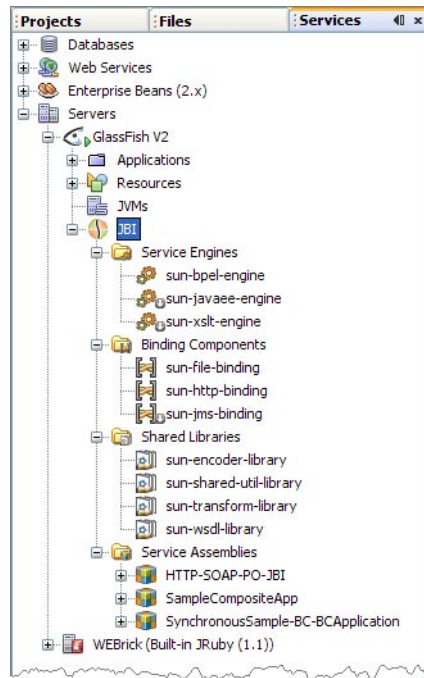 Projects Files Services
Databases
Web Services
Enterprise Beans (2.x)
Servers
GlassFish V2
Applications
Resources
JVMs
JBI
Service Engines
sun-bpel-engine
sun-javaee-engine
sun-xslt-engine
Binding Components
sun-file-binding
sun-http-binding
sun-jms-binding
Shared Libraries
sun-encoder-library
sun-shared-util-library
sun-transform-library
sun-wsdl-library
Service Assemblies
HTTP-SOAP-PO-JBI
SampleCompositeApp
SynchronousSample-BC-BCApplication
WEBrick (Built-in JRuby (1.1))